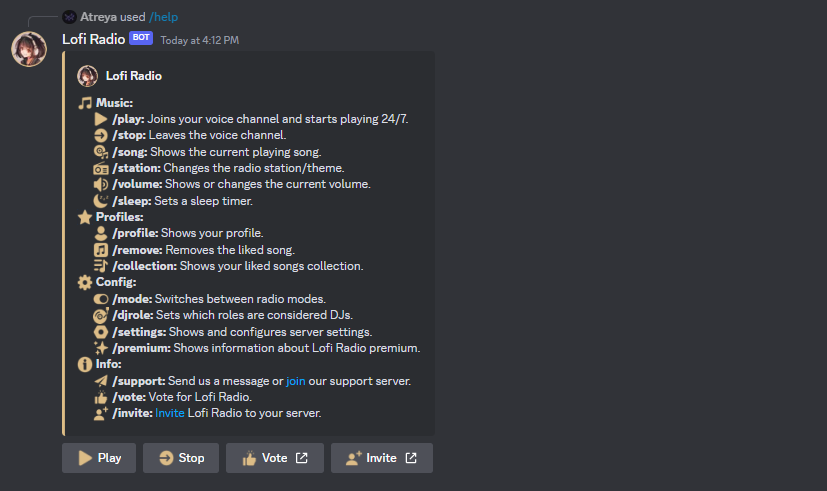 Atreya used /help
Lofi Radio BOT Today at 4:12 PM
Lofi Radio
Music:
/play: Joins your voice channel and starts playing 24/7.
/stop: Leaves the voice channel.
/song: Shows the current playing song.
/station: Changes the radio station/theme.
/volume: Shows or changes the current volume.
/sleep: Sets a sleep timer.
Profiles:
/profile: Shows your profile.
/remove: Removes the liked song.
/collection: Shows your liked songs collection.
Config:
/mode: Switches between radio modes.
/djrole: Sets which roles are considered DJs.
/settings: Shows and configures server settings.
/premium: Shows information about Lofi Radio premium.
Info:
/support: Send us a message or join our support server.
/vote: Vote for Lofi Radio.
/invite: Invite Lofi Radio to your server.
Play Stop Vote Invite